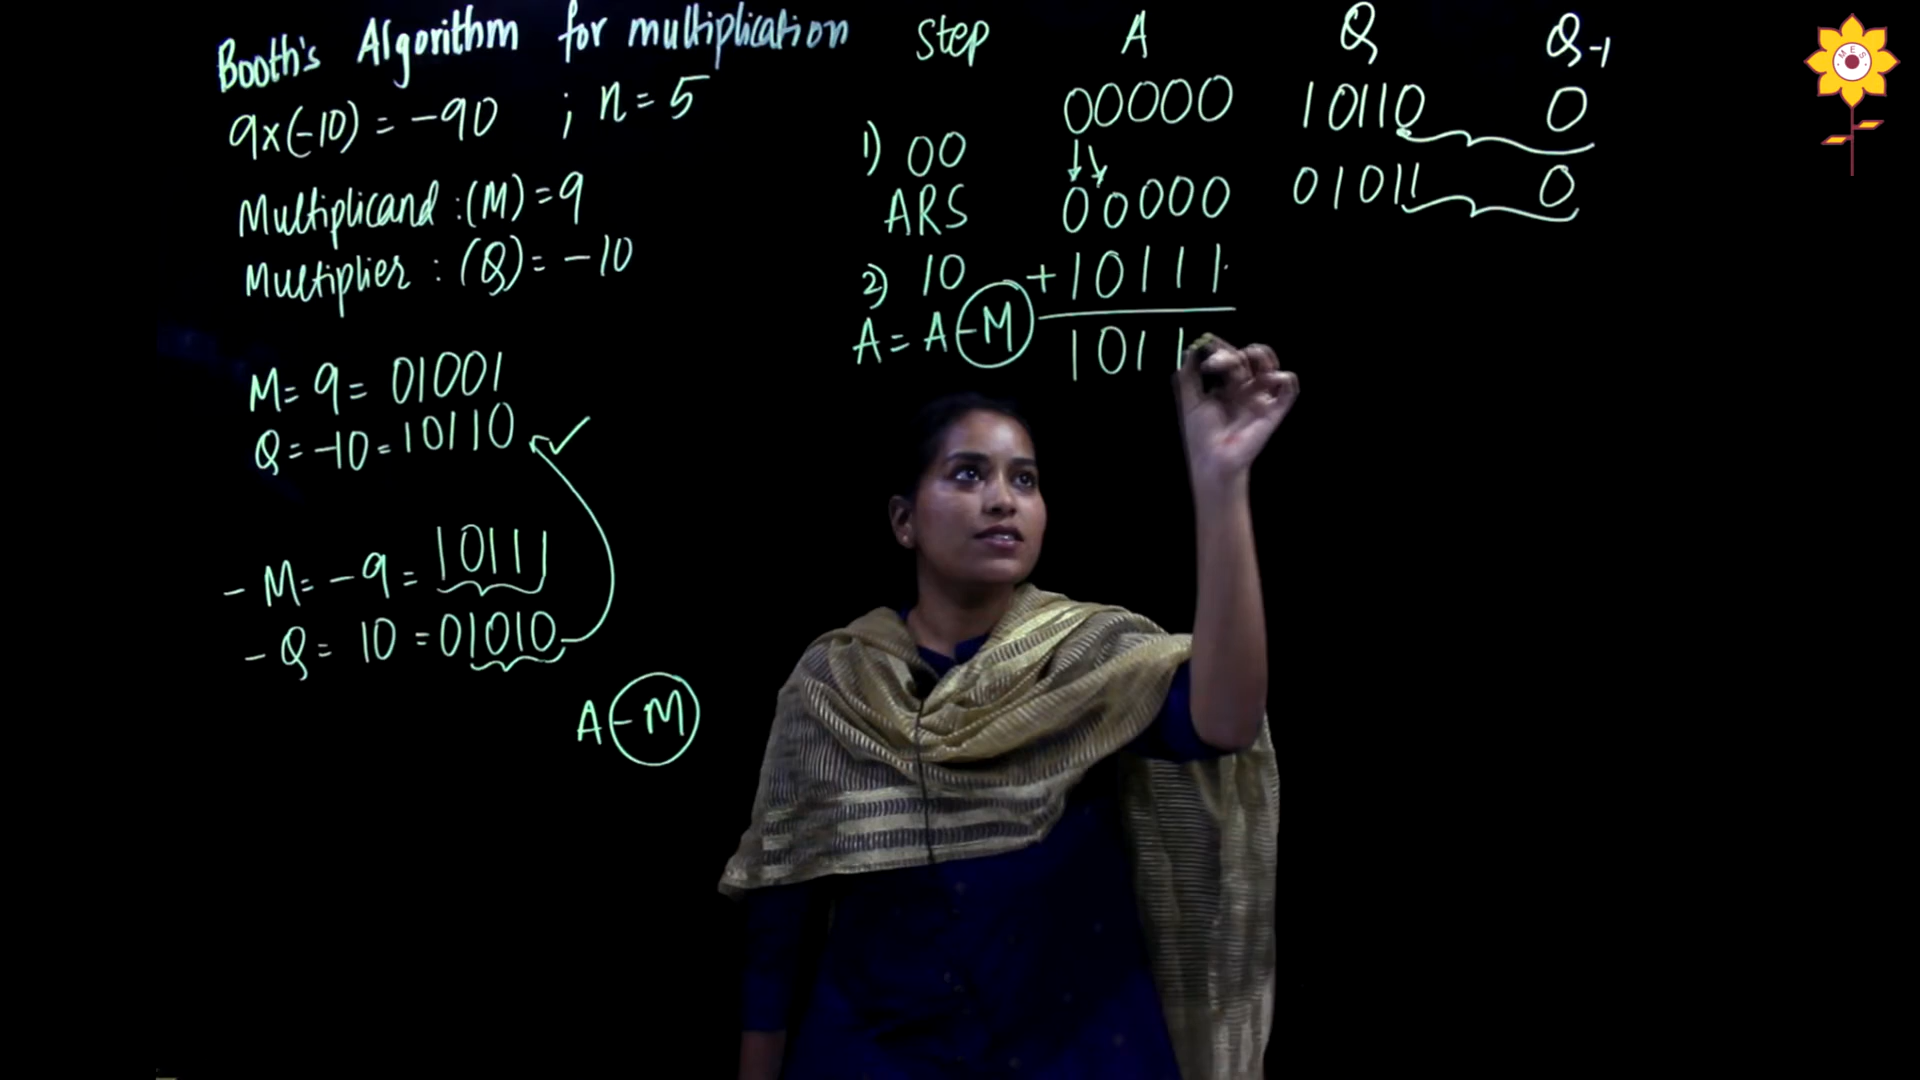 Booth's Algorithm for multiplication
9x(-10) = -90 ; n = 5
Multiplicand : (M) = 9
Multiplier : (Q) = -10
M = 9 = 01001
Q = -10 = 10110 ✓
- M = -9 = 10111
- Q = 10 = 01010
A - M
Step A Q Q-1
00000 10110 0
1) 00
ARS 00000 01011 0
2) 10 + 10111
A = A - M 1011
MES